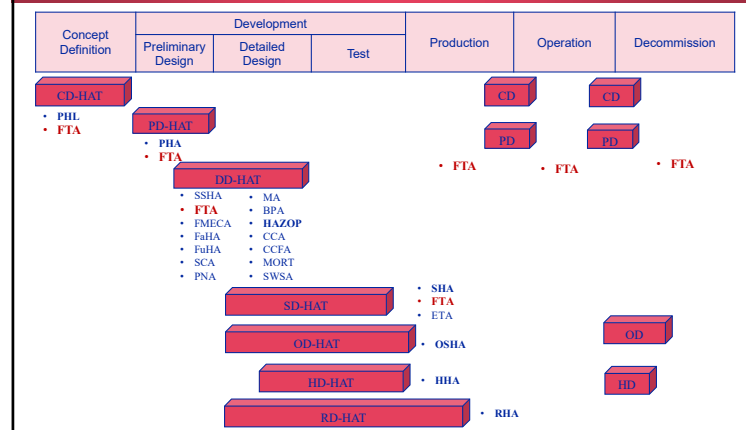 Concept
Definition
Development
Preliminary
Design
Detailed
Design
Test
Production
Operation
Decommission
CD-HAT
• PHL
• FTA
PD-HAT
• PHA
• FTA
CD
PD
CD
PD
• FTA
• FTA
• FTA
DD-HAT
• SSHA
• FTA
• FMECA
• FaHA
• FuHA
• SCA
• PNA
• MA
• BPA
• HAZOP
• CCA
• CCFA
• MORT
• SWSA
SD-HAT
• SHA
• FTA
• ETA
OD-HAT
• OSHA
OD
HD-HAT
• HHA
HD
RD-HAT
• RHA